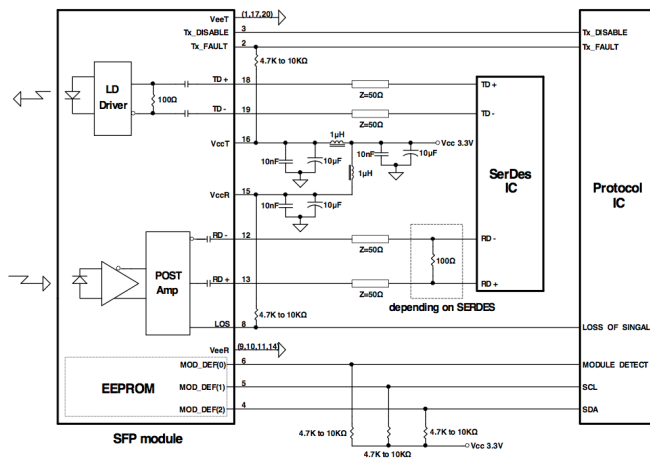 VeeT (1,17,20)
Tx_DISABLE 3 Tx_DISABLE
Tx_FAULT 2 Tx_FAULT
4.7K to 10KΩ
LD Driver
100Ω
TD+ 18 Z=50Ω TD+
TD - 19 Z=50Ω TD -
VccT 16
1μH
Vcc 3.3V
10nF 10μF 10nF 10μF
1μH
SerDes IC
Protocol IC
VccR 15
10nF 10μF
RD - 12 Z=50Ω RD -
100Ω
POST Amp
RD+ 13 Z=50Ω RD+
depending on SERDES
4.7K to 10KΩ
LOS 8 LOSS OF SINGAL
VeeR (9,10,11,14)
MOD_DEF(0) 6 MODULE DETECT
EEPROM
MOD_DEF(1) 5 SCL
MOD_DEF(2) 4 SDA
4.7K to 10KΩ 4.7K to 10KΩ
SFP module
Vcc 3.3V
4.7K to 10KΩ